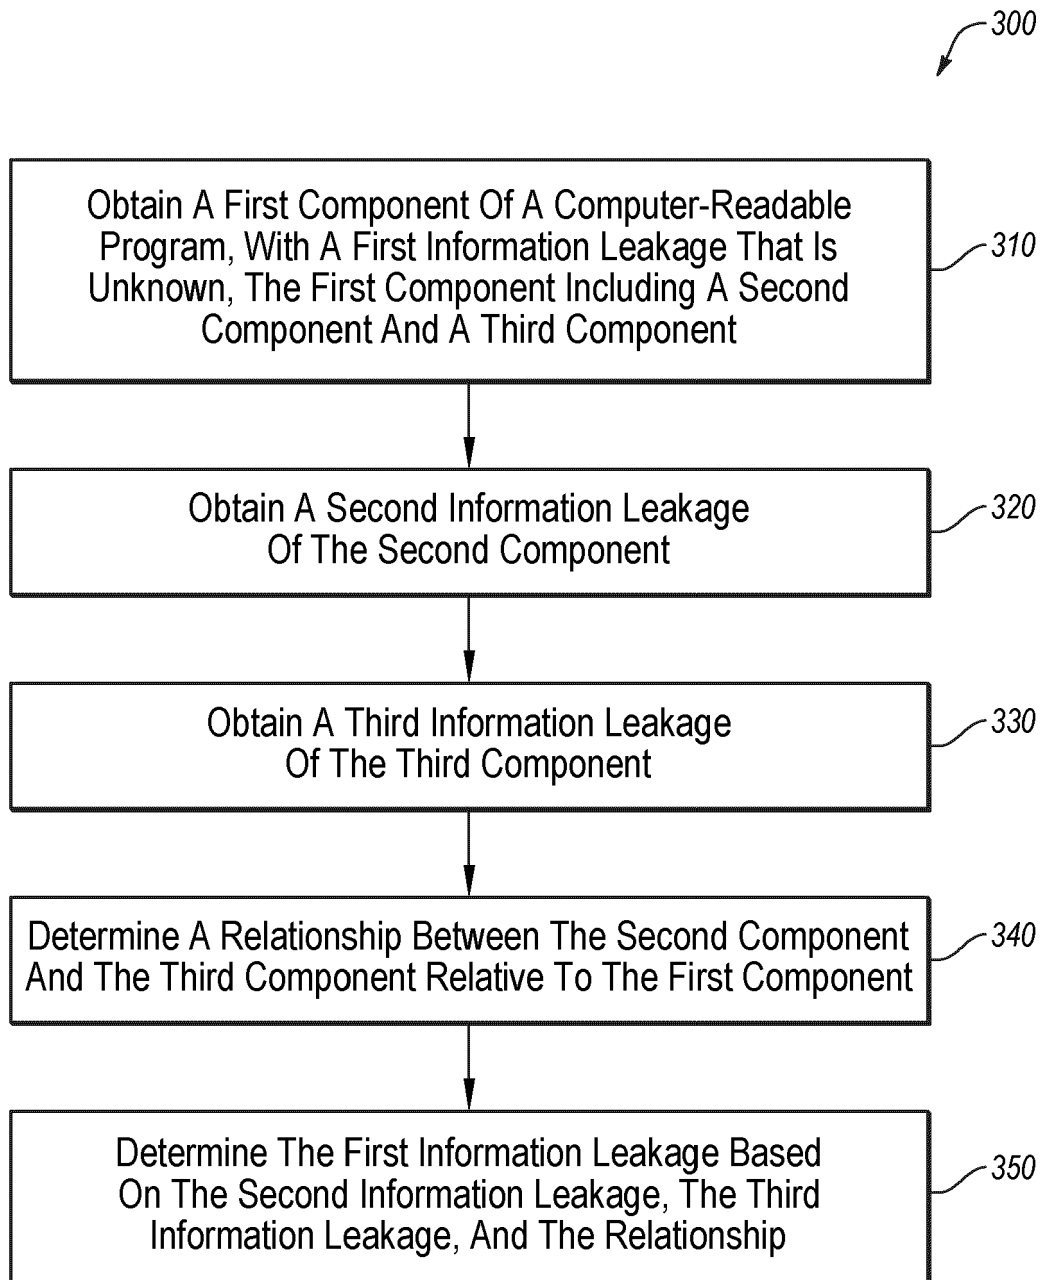 300
Obtain A First Component Of A Computer-Readable
Program, With A First Information Leakage That Is
Unknown, The First Component Including A Second
Component And A Third Component
310
Obtain A Second Information Leakage
Of The Second Component
320
Obtain A Third Information Leakage
Of The Third Component
330
Determine A Relationship Between The Second Component
And The Third Component Relative To The First Component
340
Determine The First Information Leakage Based
On The Second Information Leakage, The Third
Information Leakage, And The Relationship
350